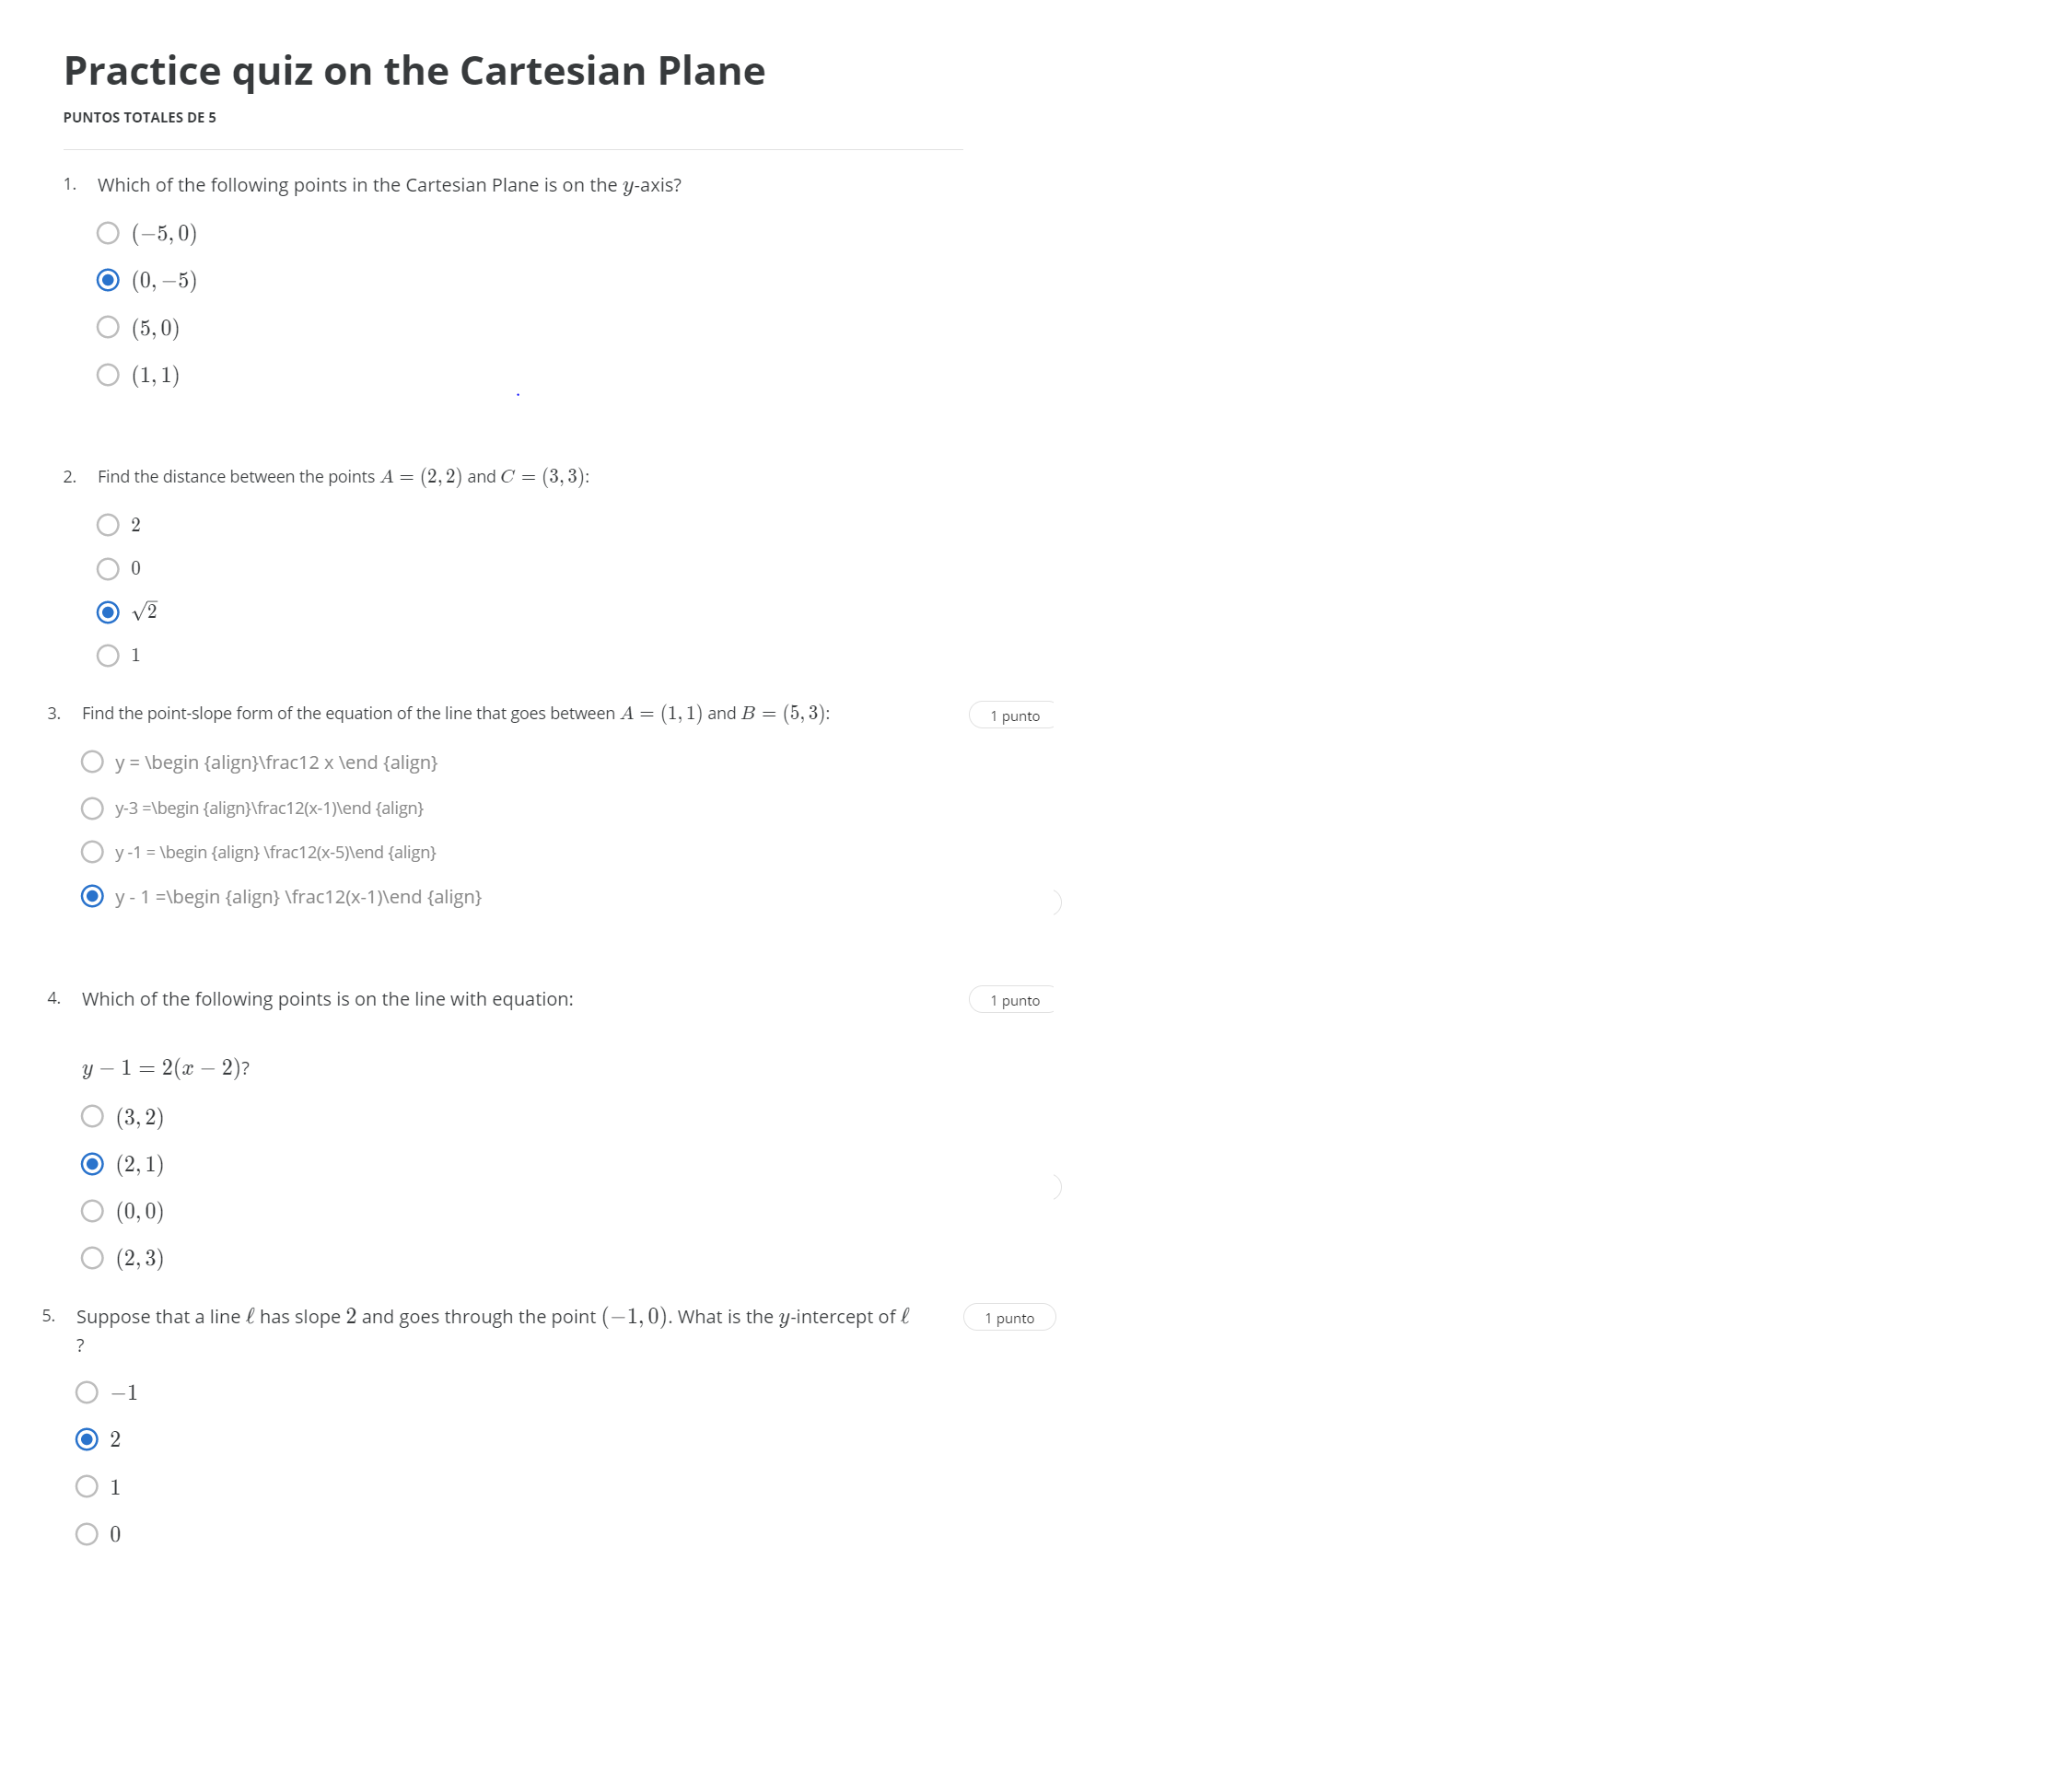 Practice quiz on the Cartesian Plane
PUNTOS TOTALES DE 5
1. Which of the following points in the Cartesian Plane is on the y-axis?
(−5, 0)
(0, −5)
(5, 0)
(1, 1)
2. Find the distance between the points A = (2, 2) and C = (3, 3):
2
0
√2
1
3. Find the point-slope form of the equation of the line that goes between A = (1, 1) and B = (5, 3):
1 punto
y = \begin {align}\frac12 x \end {align}
y-3 =\begin {align}\frac12(x-1)\end {align}
y -1 = \begin {align} \frac12(x-5)\end {align}
y - 1 =\begin {align} \frac12(x-1)\end {align}
4. Which of the following points is on the line with equation:
1 punto
y − 1 = 2(x − 2)?
(3, 2)
(2, 1)
(0, 0)
(2, 3)
5. Suppose that a line ℓ has slope 2 and goes through the point (−1, 0). What is the y-intercept of ℓ
1 punto
?
−1
2
1
0